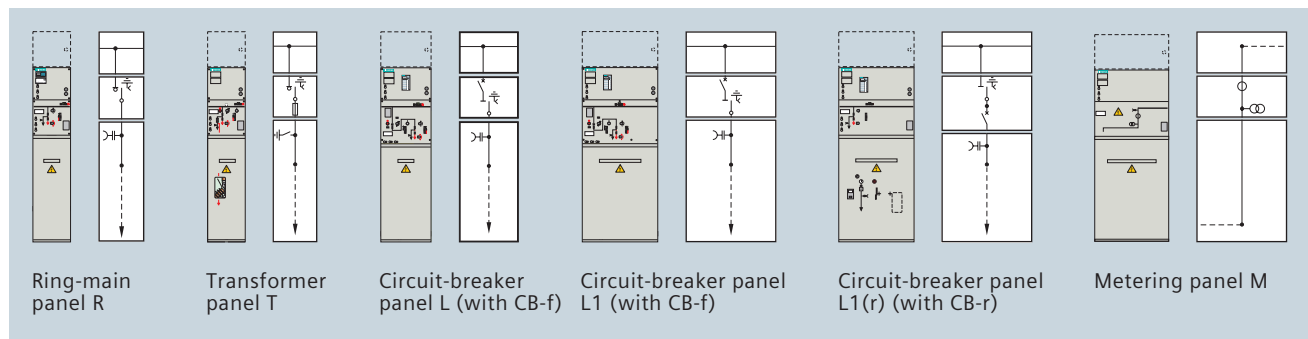 Ring-main
panel R
Transformer
panel T
Circuit-breaker
panel L (with CB-f)
Circuit-breaker panel
L1 (with CB-f)
Circuit-breaker panel
L1(r) (with CB-r)
Metering panel M